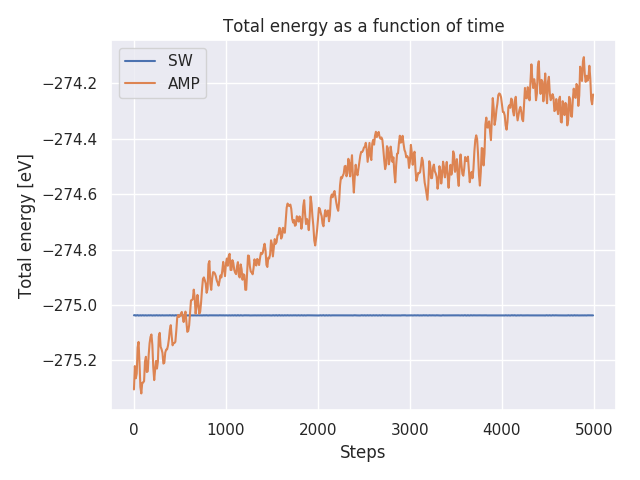 Total energy as a function of time
SW
AMP
Total energy [eV]
−274.2
−274.4
−274.6
−274.8
−275.0
−275.2
0 1000 2000 3000 4000 5000
Steps